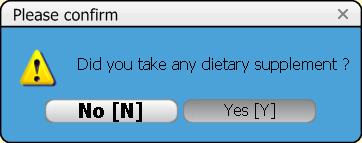 Please confirm
Did you take any dietary supplement ?
No [N]
Yes [Y]